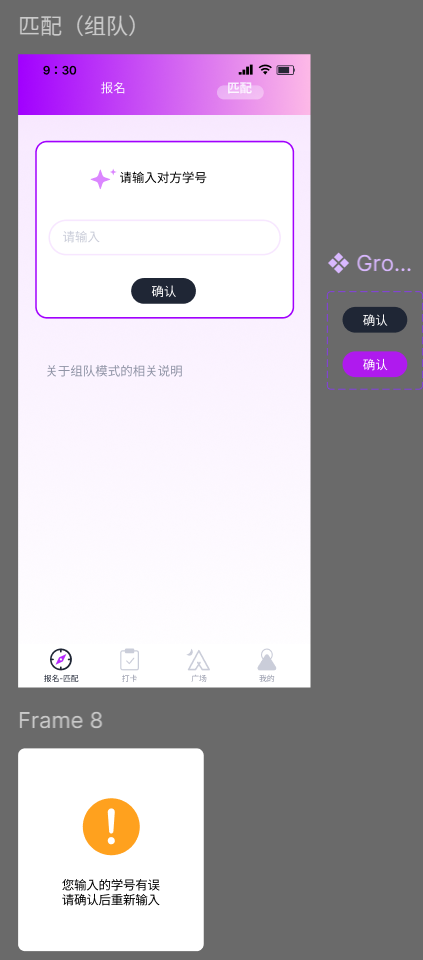 匹配（组队）
9：30
报名
匹配
请输入对方学号
请输入
确认
关于组队模式的相关说明
报名-匹配
打卡
广场
我的
Gro...
确认
确认
Frame 8
您输入的学号有误
请确认后重新输入